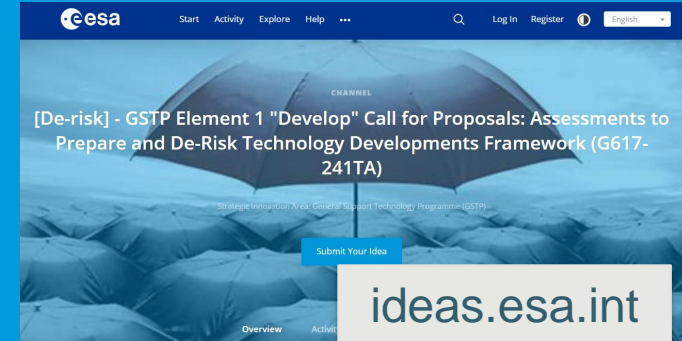 esa
Start Activity Explore Help ••• Log In Register English
CHANNEL
[De-risk] - GSTP Element 1 "Develop" Call for Proposals: Assessments to
Prepare and De-Risk Technology Developments Framework (G617-
241TA)
Strategic Innovation Area: General Support Technology Programme (GSTP)
Submit Your Idea
ideas.esa.int
Overview Activity